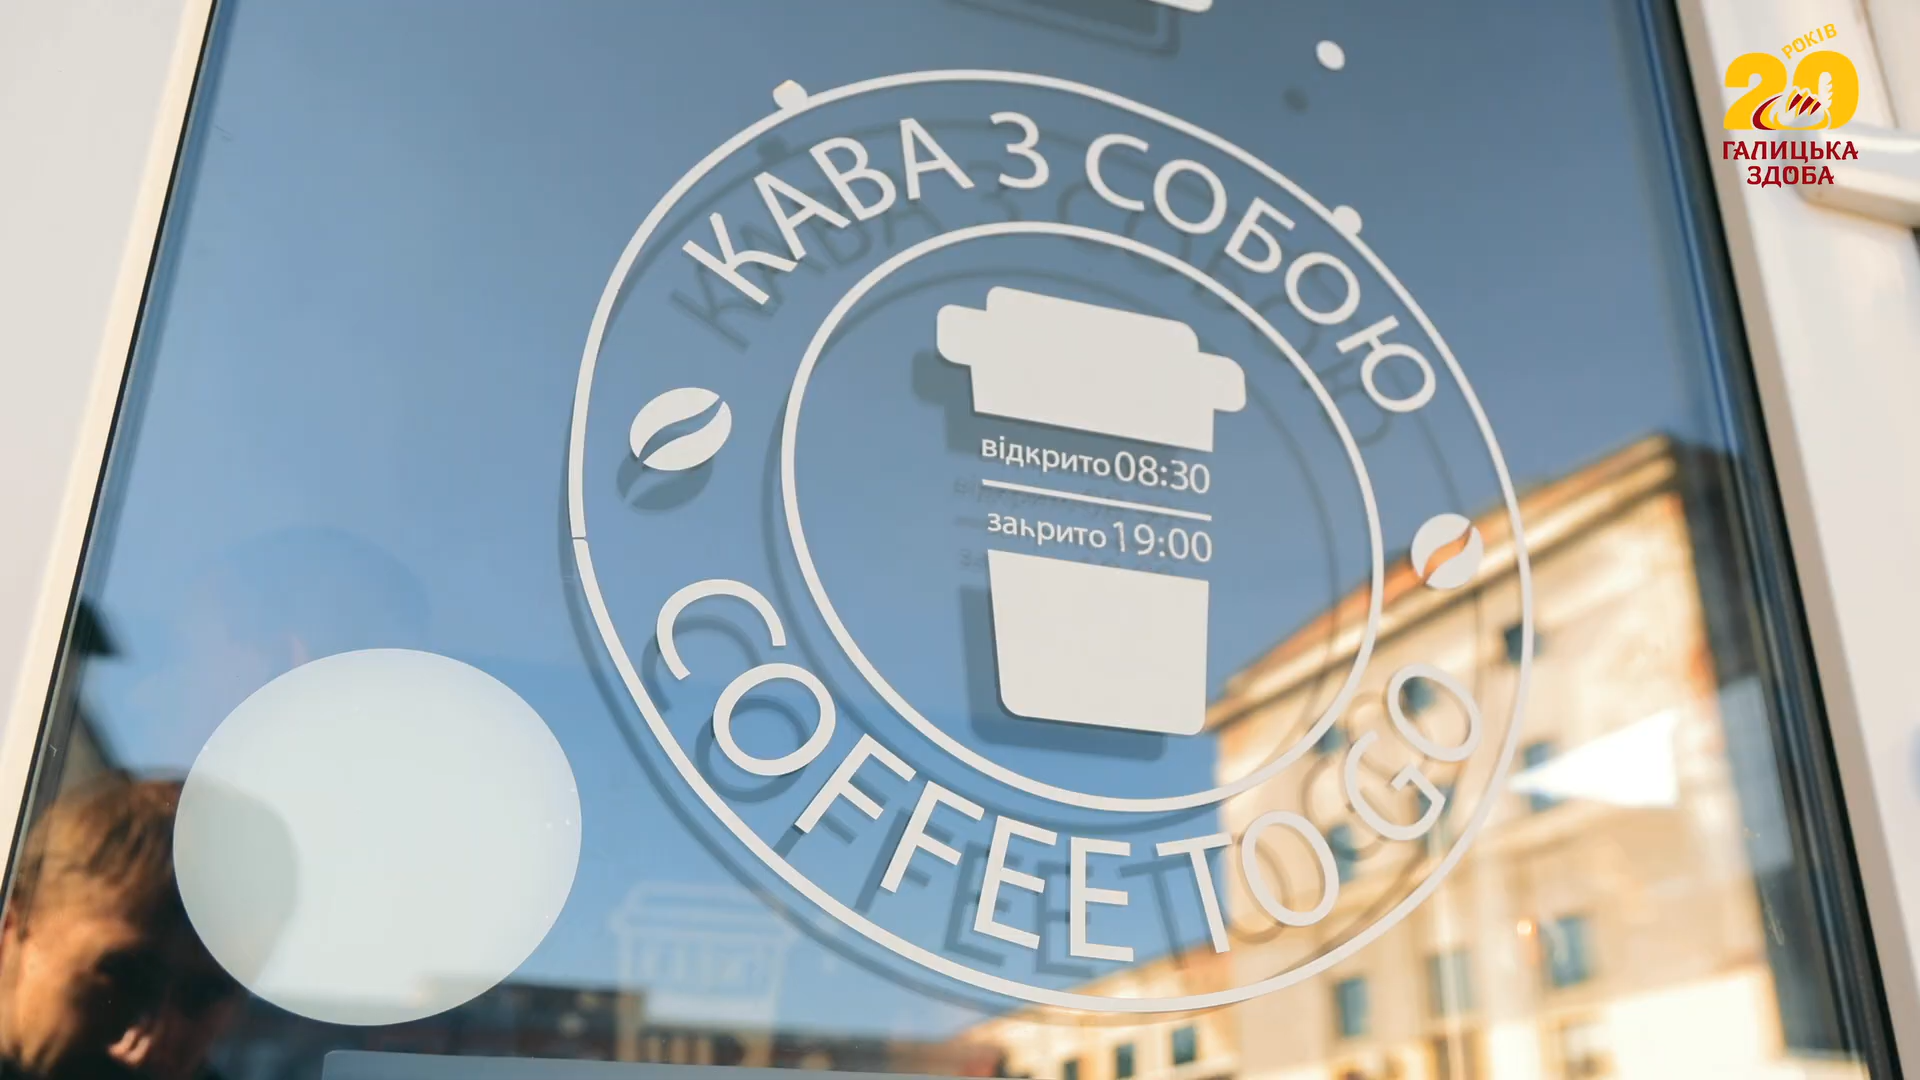 КАВА З СОБОЮ
відкрито 08:30
закрито 19:00
COFFEE TO GO
20 РОКІВ
ГАЛИЦЬКА
ЗДОБА